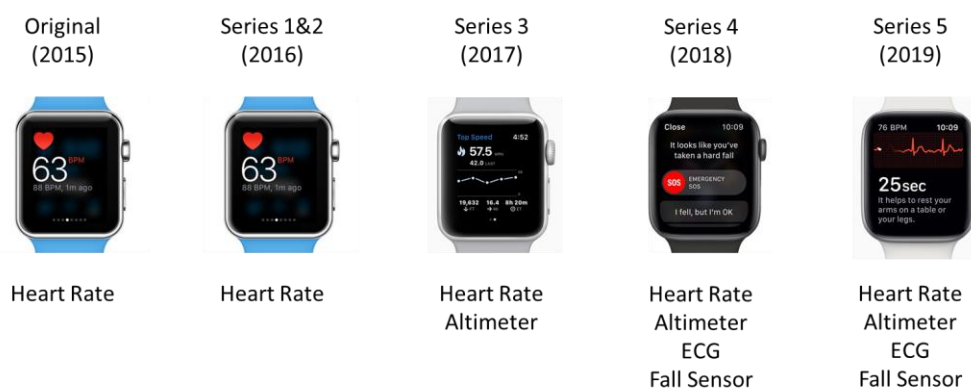 Original
(2015)
Series 1&2
(2016)
Series 3
(2017)
Series 4
(2018)
Series 5
(2019)
63 BPM
88 BPM, 1m ago
63 BPM
88 BPM, 1m ago
Top Speed 4:52
57.5
42.0 LAST
19,632 16.4 8h 20m
Close 10:09
It looks like you've
taken a hard fall
SOS EMERGENCY
SOS
I fell, but I'm OK
76 BPM 10:09
25sec
It helps to rest your
arms on a table or
your legs.
Heart Rate
Heart Rate
Heart Rate
Altimeter
Heart Rate
Altimeter
ECG
Fall Sensor
Heart Rate
Altimeter
ECG
Fall Sensor